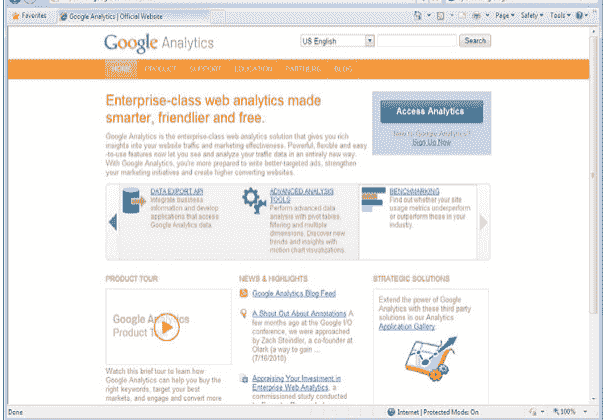 Favorites
Google Analytics | Official Website
Page
Safety
Tools
Google Analytics
US English
Search
HOME
PRODUCT
SUPPORT
EDUCATION
PARTNERS
BLOG
Enterprise-class web analytics made
smarter, friendlier and free.
Google Analytics is the enterprise-class web analytics solution that gives you rich
insights into your website traffic and marketing effectiveness. Powerful, flexible and easy
-to-use features now let you see and analyze your traffic data in an entirely new way.
With Google Analytics, you're more prepared to write better-targeted ads, strengthen
your marketing initiatives and create higher converting websites.
Access Analytics
New to Google Analytics?
Sign Up Now
DATA EXPORT API
Integrate business
information and develop
applications that access
Google Analytics data.
ADVANCED ANALYSIS
TOOLS
Perform advanced data
analysis with pivot tables,
filtering and multiple
dimensions. Discover new
trends and insights with
motion chart visualizations.
BENCHMARKING
Find out whether your site
usage metrics underperform
or outperform those in your
industry.
PRODUCT TOUR
Google Analytics
Product T
Watch this brief tour to learn how
Google Analytics can help you buy the
right keywords, target your best
markets, and engage and convert more
NEWS & HIGHLIGHTS
Google Analytics Blog Feed
A Shout Out About Annotations A
few months ago at the Google I/O
conference, we were approached
by Zach Steindler, a co-founder at
Olark (a way to gain ...
(7/16/2010)
Appraising Your Investment in
Enterprise Web Analytics, a
commissioned study conducted
STRATEGIC SOLUTIONS
Extend the power of Google
Analytics with these third party
solutions in our Analytics
Application Gallery.
Done
Internet | Protected Mode: On
100%